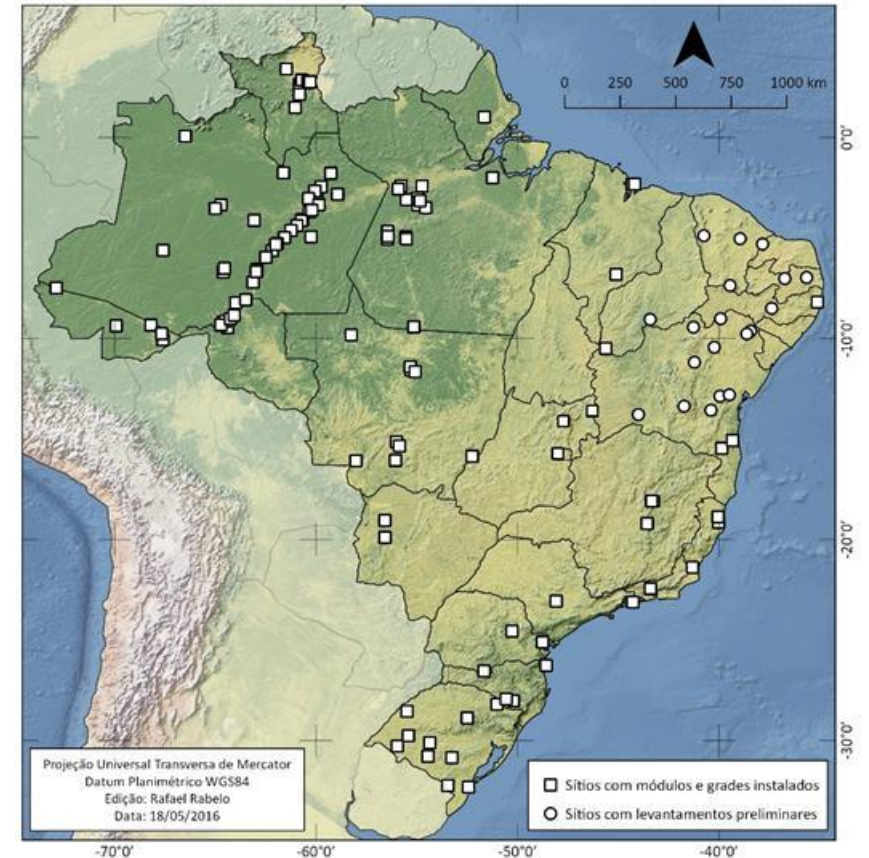 0 250 500 750 1000 km
0°0'
-10°0'
-20°0'
-30°0'
Projeção Universal Transversa de Mercator
Datum Planimétrico WGS84
Edição: Rafael Rabelo
Data: 18/05/2016
Sítios com módulos e grades instalados
Sítios com levantamentos preliminares
-70°0' -60°0' -50°0' -40°0'